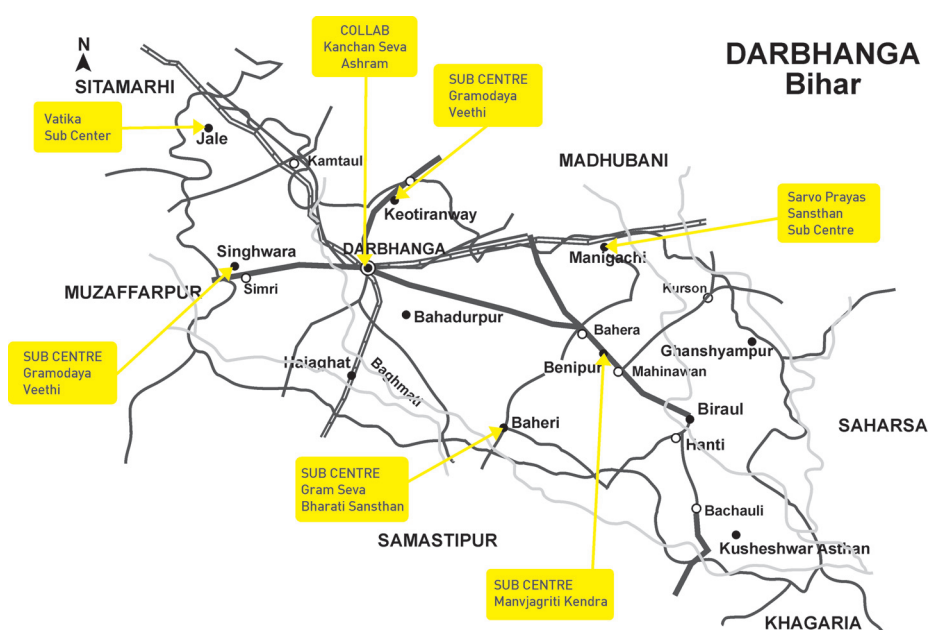 COLLAB
Kanchan Seva
Ashram
DARBHANGA
Bihar
N
SITAMARHI
SUB CENTRE
Gramodaya
Veethi
Vatika
Sub Center
Jale
Kamtaul
MADHUBANI
Keotiranway
Sarvo Prayas
Sansthan
Sub Centre
Singhwara
DARBHANGA
Manigachi
MUZAFFARPUR
Simri
Kurson
Bahadurpur
Bahera
Ghanshyampur
SUB CENTRE
Gramodaya
Veethi
Haiaghat
Baghmati
Benipur
Mahinawan
Biraul
Baheri
SAHARSA
Hanti
SUB CENTRE
Gram Seva
Bharati Sansthan
Bachauli
SAMASTIPUR
Kusheshwar Asthan
SUB CENTRE
Manvjagriti Kendra
KHAGARIA